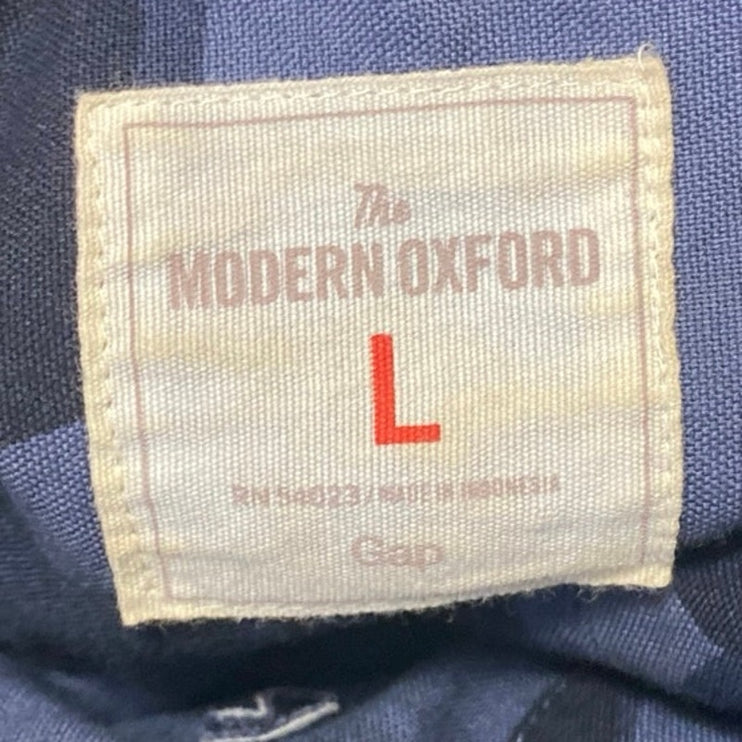 The
MODERN OXFORD
L
RN 54023 / MADE IN INDONESIA
Gap